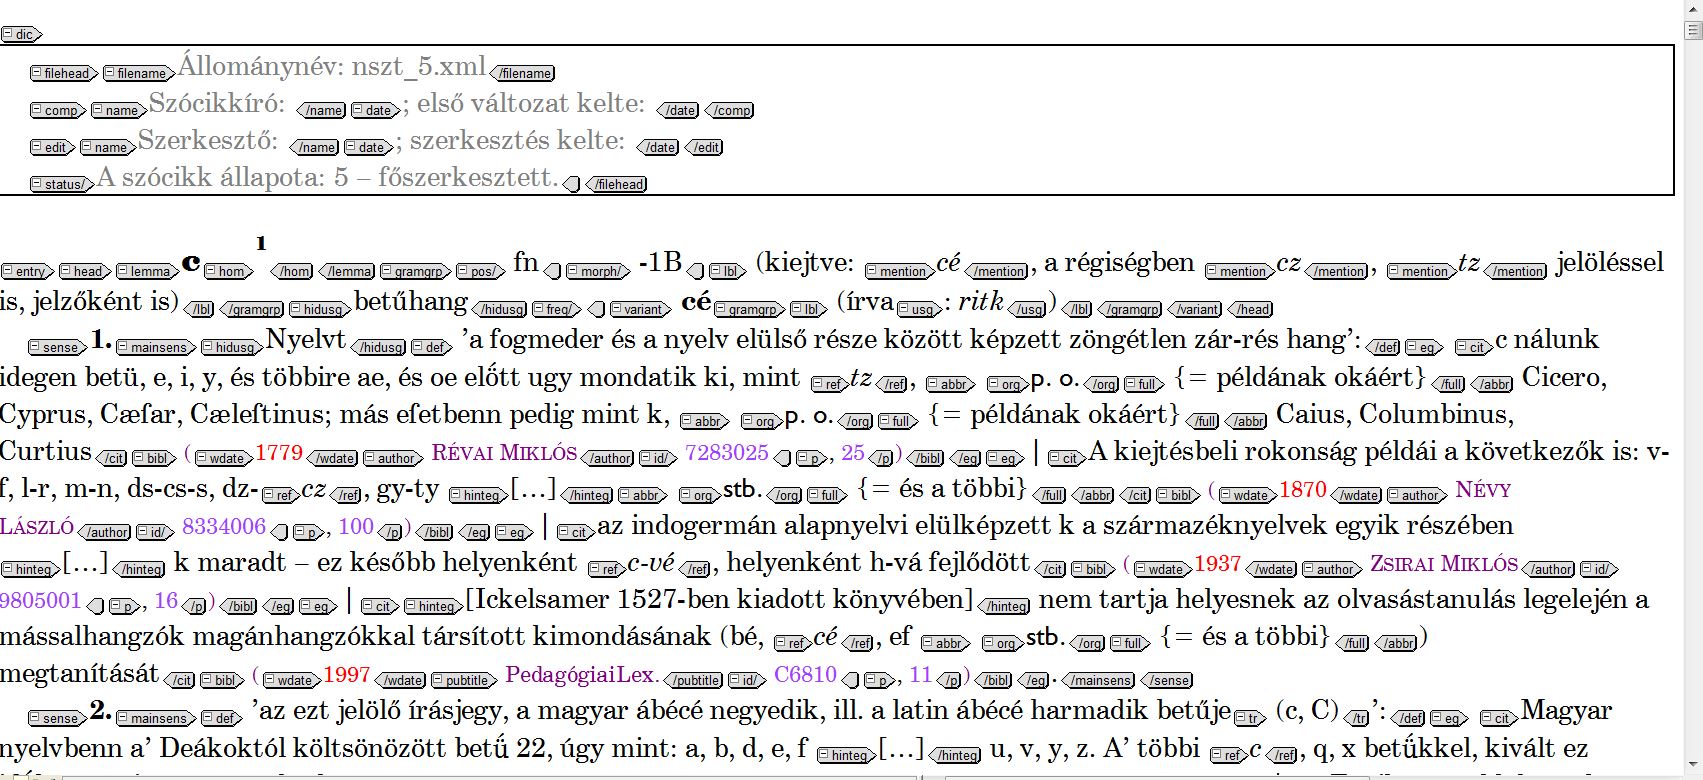 dic
filehead filename Állománynév: nszt_5.xml /filename
comp name Szócikkíró: /name date ; első változat kelte: /date /comp
edit name Szerkesztő: /name date ; szerkesztés kelte: /date /edit
status/ A szócikk állapota: 5 – főszerkesztett. /filehead
entry head lemma c hom 1 /hom /lemma gramgrp pos/ fn morph/ -1B lbl (kiejtve: mention cé /mention , a régiségben mention cz /mention , mention tz /mention jelöléssel
is, jelzőként is) /lbl /gramgrp hidusg betűhang /hidusg freq/ variant cé gramgrp lbl (írva usg : ritk /usg ) /lbl /gramgrp /variant /head
sense 1. mainsens hidusg Nyelvt /hidusg def ’a fogmeder és a nyelv elülső része között képzett zöngétlen zár-rés hang’: /def eg cit c nálunk
idegen betü, e, i, y, és többire ae, és oe elő́tt ugy mondatik ki, mint ref tz /ref , abbr org p. o. /org full {= példának okáért} /full /abbr Cicero,
Cyprus, Cæſar, Cæleſtinus; más eſetbenn pedig mint k, abbr org p. o. /org full {= példának okáért} /full /abbr Caius, Columbinus,
Curtius /cit bibl ( wdate 1779 /wdate author RÉVAI MIKLÓS /author id/ 7283025 p , 25 /p ) /bibl /eg eg | cit A kiejtésbeli rokonság példái a következők is: v-
f, l-r, m-n, ds-cs-s, dz- ref cz /ref , gy-ty hinteg […] /hinteg abbr org stb. /org full {= és a többi} /full /abbr /cit bibl ( wdate 1870 /wdate author NÉVY
LÁSZLÓ /author id/ 8334006 p , 100 /p ) /bibl /eg eg | cit az indogermán alapnyelvi elülképzett k a származéknyelvek egyik részében
hinteg […] /hinteg k maradt – ez később helyenként ref c-vé /ref , helyenként h-vá fejlődött /cit bibl ( wdate 1937 /wdate author ZSIRAI MIKLÓS /author id/
9805001 p , 16 /p ) /bibl /eg eg | cit hinteg [Ickelsamer 1527-ben kiadott könyvében] /hinteg nem tartja helyesnek az olvasástanulás legelején a
mássalhangzók magánhangzókkal társított kimondásának (bé, ref cé /ref , ef abbr org stb. /org full {= és a többi} /full /abbr )
megtanítását /cit bibl ( wdate 1997 /wdate pubtitle PedagógiaiLex. /pubtitle id/ C6810 p , 11 /p ) /bibl /eg . /mainsens /sense
sense 2. mainsens def ’az ezt jelölő írásjegy, a magyar ábécé negyedik, ill. a latin ábécé harmadik betűje tr (c, C) /tr ’: /def eg cit Magyar
nyelvbenn a’ Deákoktól költsönözött betű 22, úgy mint: a, b, d, e, f hinteg […] /hinteg u, v, y, z. A’ többi ref c /ref , q, x betűkkel, kivált ez